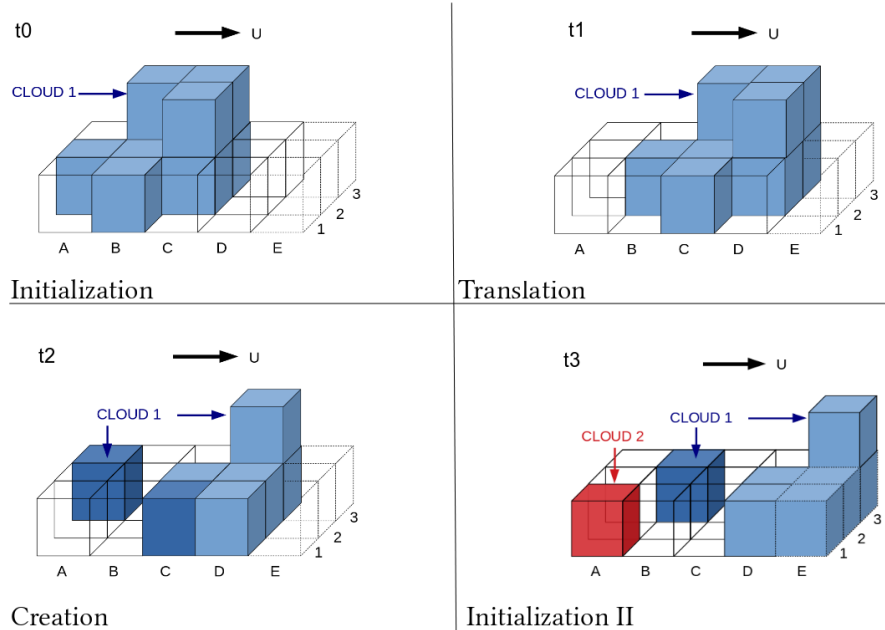 t0
U
CLOUD 1
3
2
1
A B C D E
Initialization
t1
U
CLOUD 1
3
2
1
A B C D E
Translation
t2
U
CLOUD 1
3
2
1
A B C D E
Creation
t3
U
CLOUD 1
CLOUD 2
3
2
1
A B C D E
Initialization II